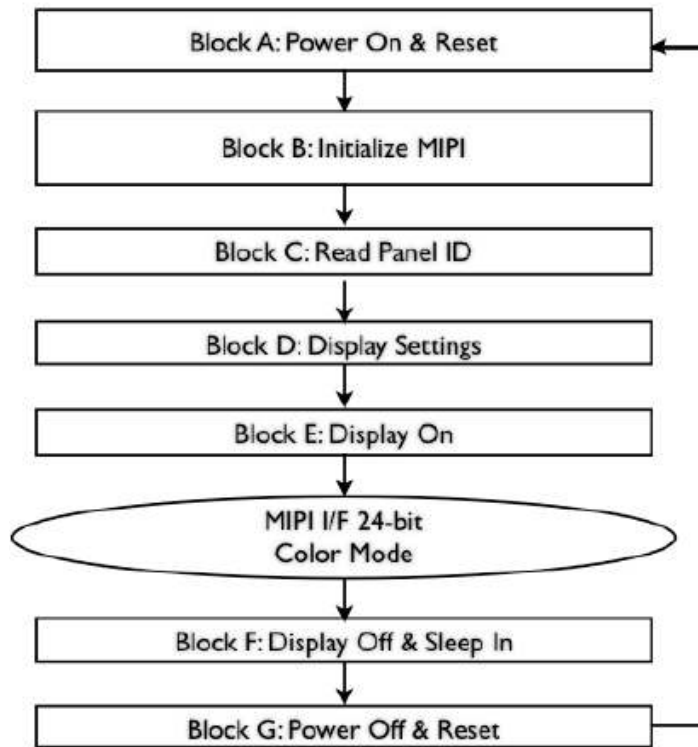 Block A: Power On & Reset
Block B: Initialize MIPI
Block C: Read Panel ID
Block D: Display Settings
Block E: Display On
MIPI I/F 24-bit
Color Mode
Block F: Display Off & Sleep In
Block G: Power Off & Reset